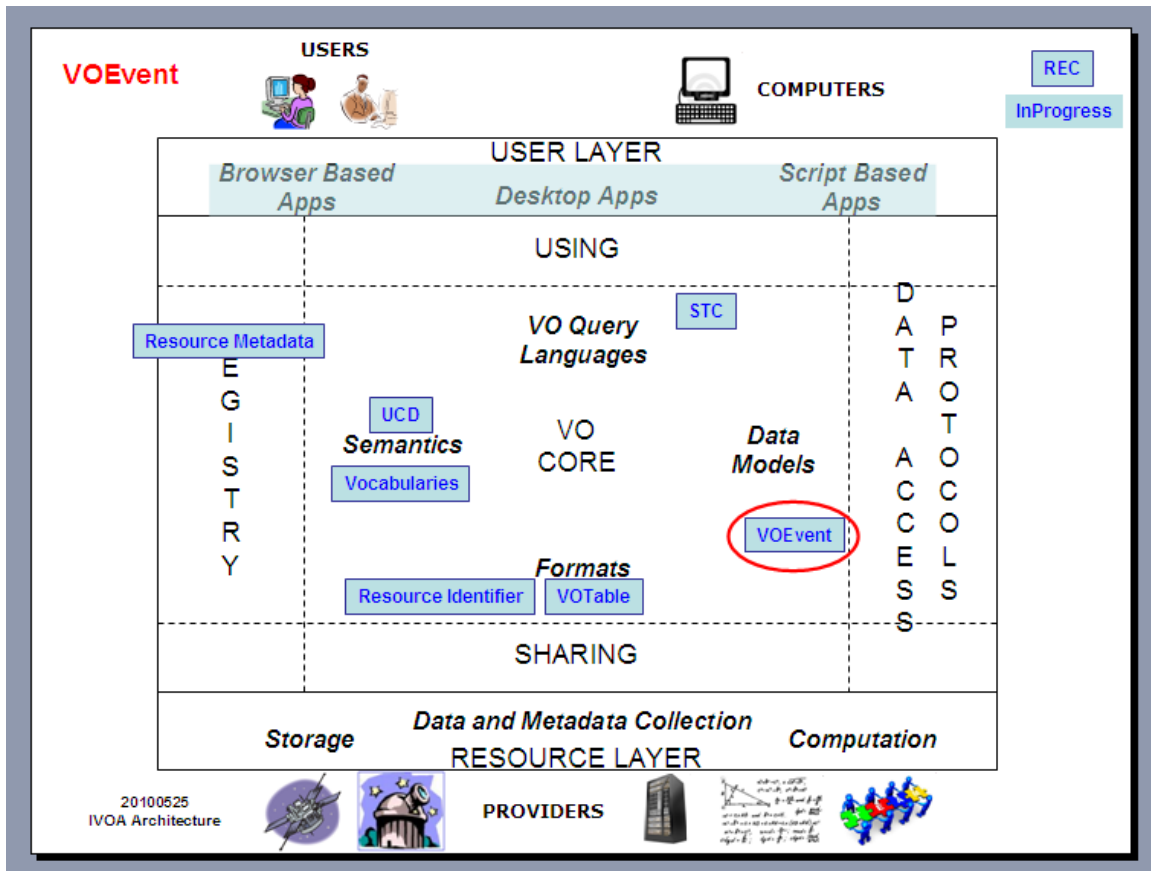 VOEvent
USERS
COMPUTERS
REC
InProgress
USER LAYER
Browser Based
Apps
Desktop Apps
Script Based
Apps
USING
STC
VO Query
Languages
Resource Metadata
E
G
I
S
T
R
Y
UCD
Semantics
Vocabularies
VO
CORE
Data
Models
VOEvent
Formats
Resource Identifier
VOTable
D
A
T
A
A
C
C
E
S
S
P
R
O
T
O
C
O
L
S
SHARING
Storage
Data and Metadata Collection
Computation
RESOURCE LAYER
PROVIDERS
20100525
IVOA Architecture